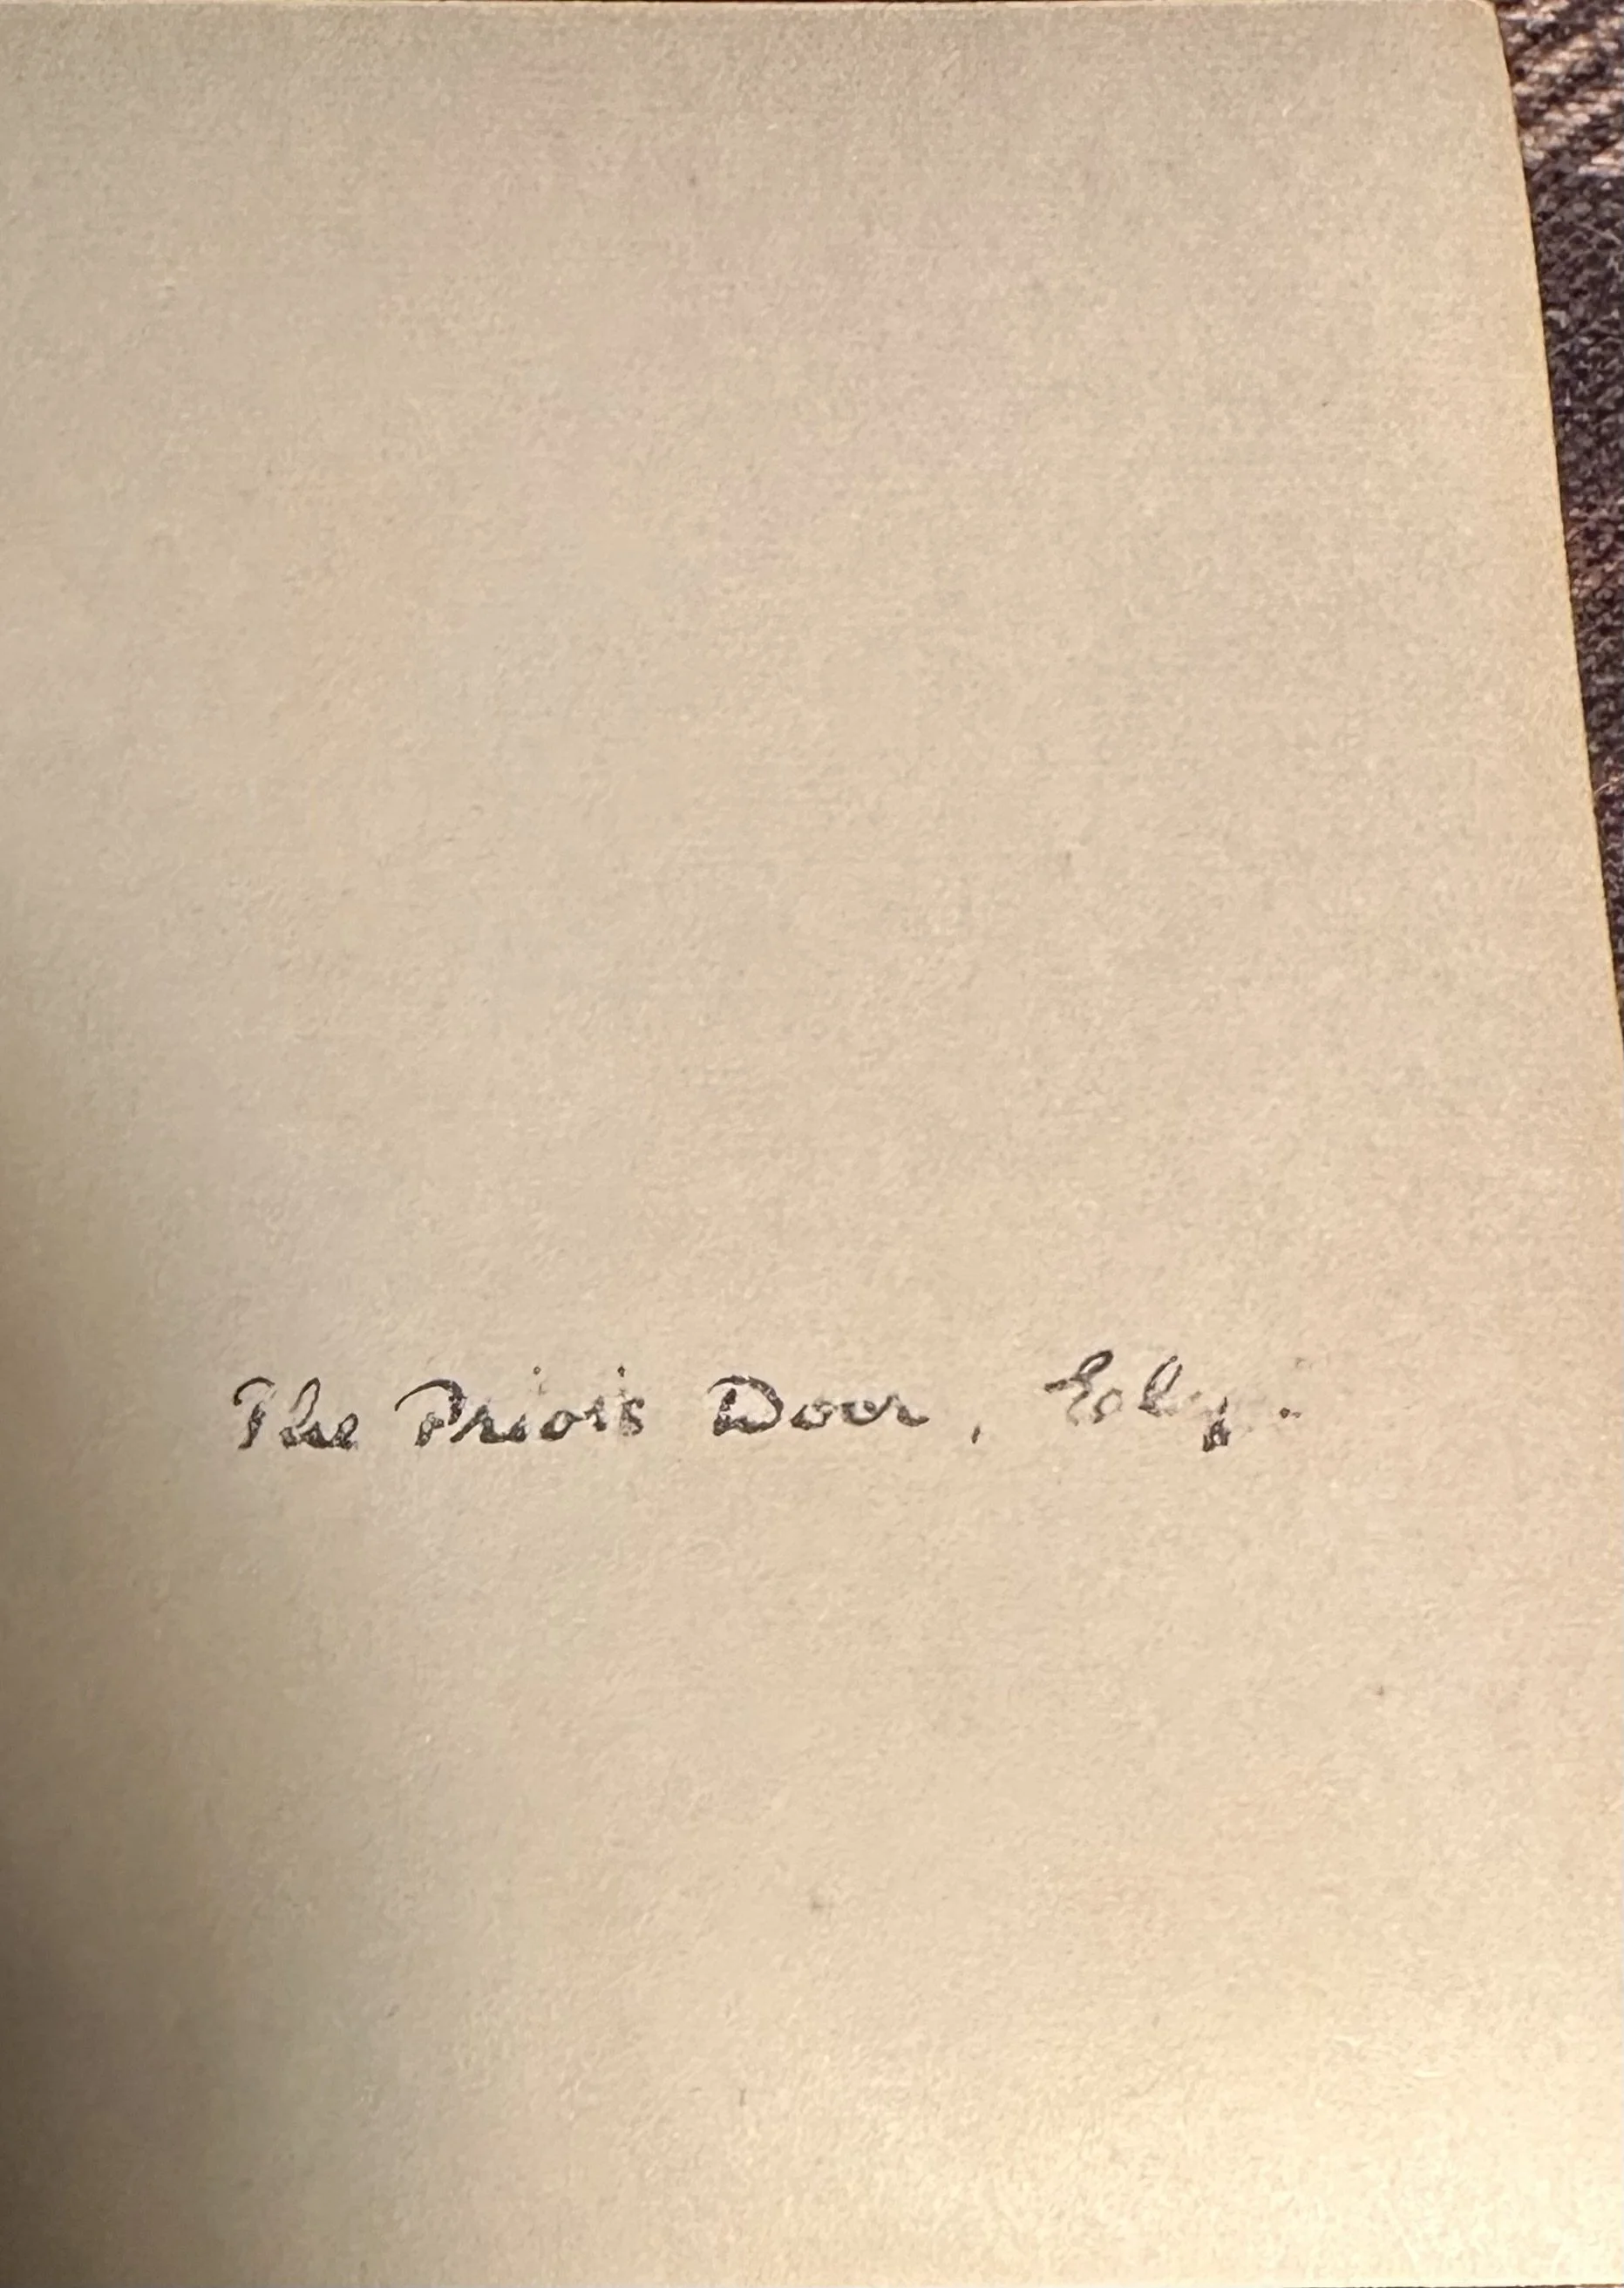 The Prior's Door, Ely.